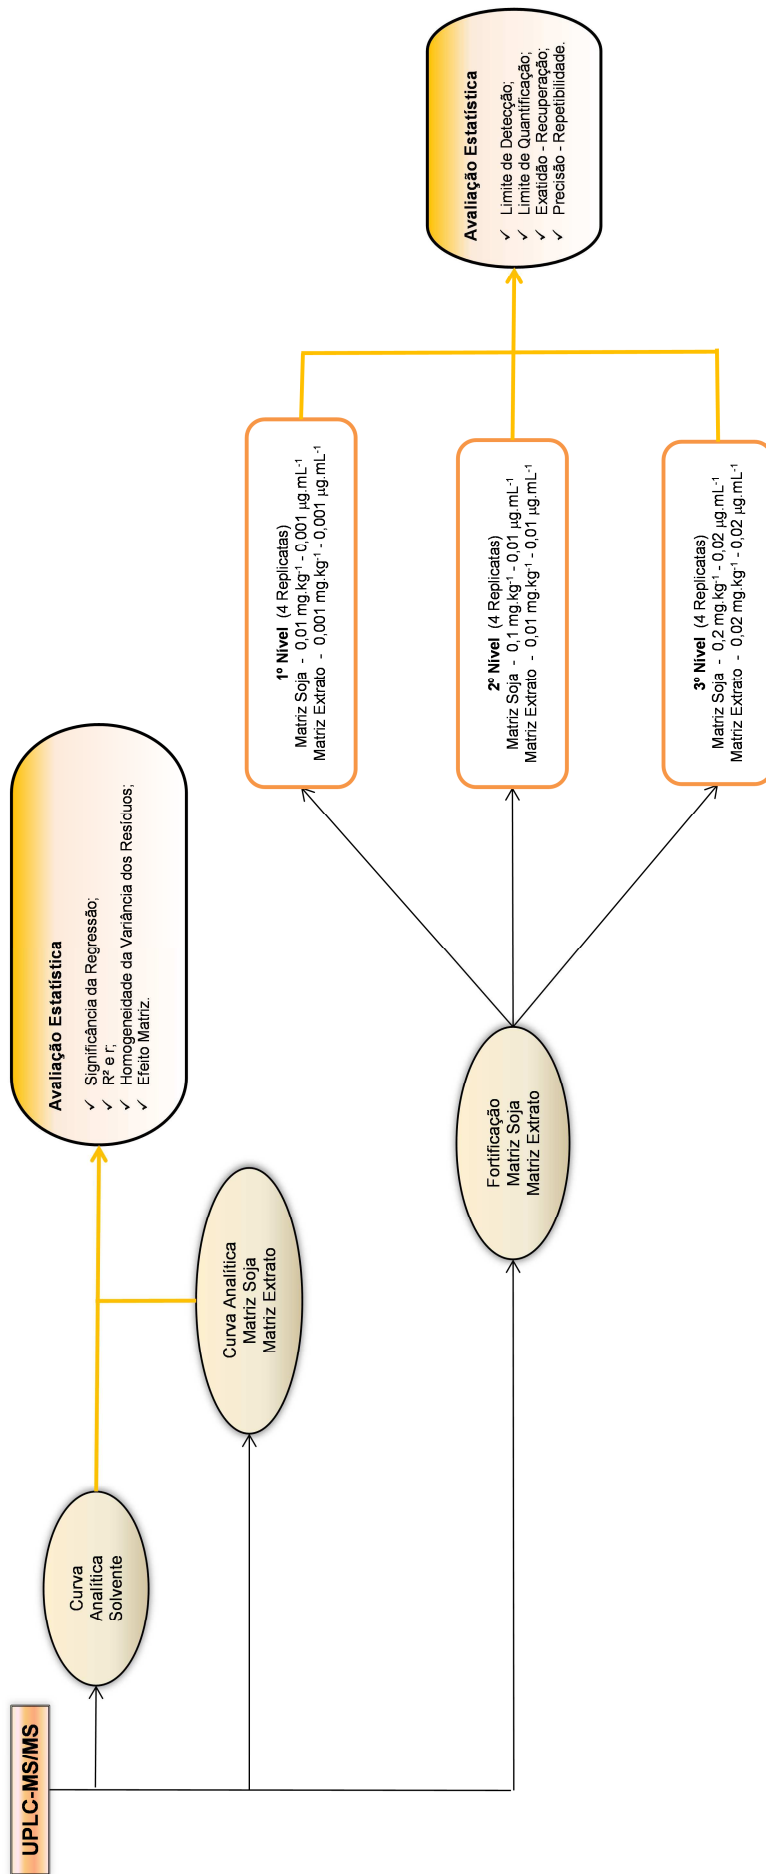 UPLC-MS/MS
Curva
Analítica
Solvente
Curva Analítica
Matriz Soja
Matriz Extrato
Avaliação Estatística
✓ Significância da Regressão;
✓ R² e r;
✓ Homogeneidade da Variância dos Resícuos;
✓ Efeito Matriz.
Fortificação
Matriz Soja
Matriz Extrato
1º Nível (4 Replicatas)
Matriz Soja - 0,01 mg.kg⁻¹ - 0,001 µg.mL⁻¹
Matriz Extrato - 0,001 mg.kg⁻¹ - 0,001 µg.mL⁻¹
2º Nível (4 Replicatas)
Matriz Soja - 0,1 mg.kg⁻¹ - 0,01 µg.mL⁻¹
Matriz Extrato - 0,01 mg.kg⁻¹ - 0,01 µg.mL⁻¹
3º Nível (4 Replicatas)
Matriz Soja - 0,2 mg.kg⁻¹ - 0,02 µg.mL⁻¹
Matriz Extrato - 0,02 mg.kg⁻¹ - 0,02 µg.mL⁻¹
Avaliação Estatística
✓ Limite de Detecção;
✓ Limite de Quantificação;
✓ Exatidão - Recuperação;
✓ Precisão - Repetibilidade.